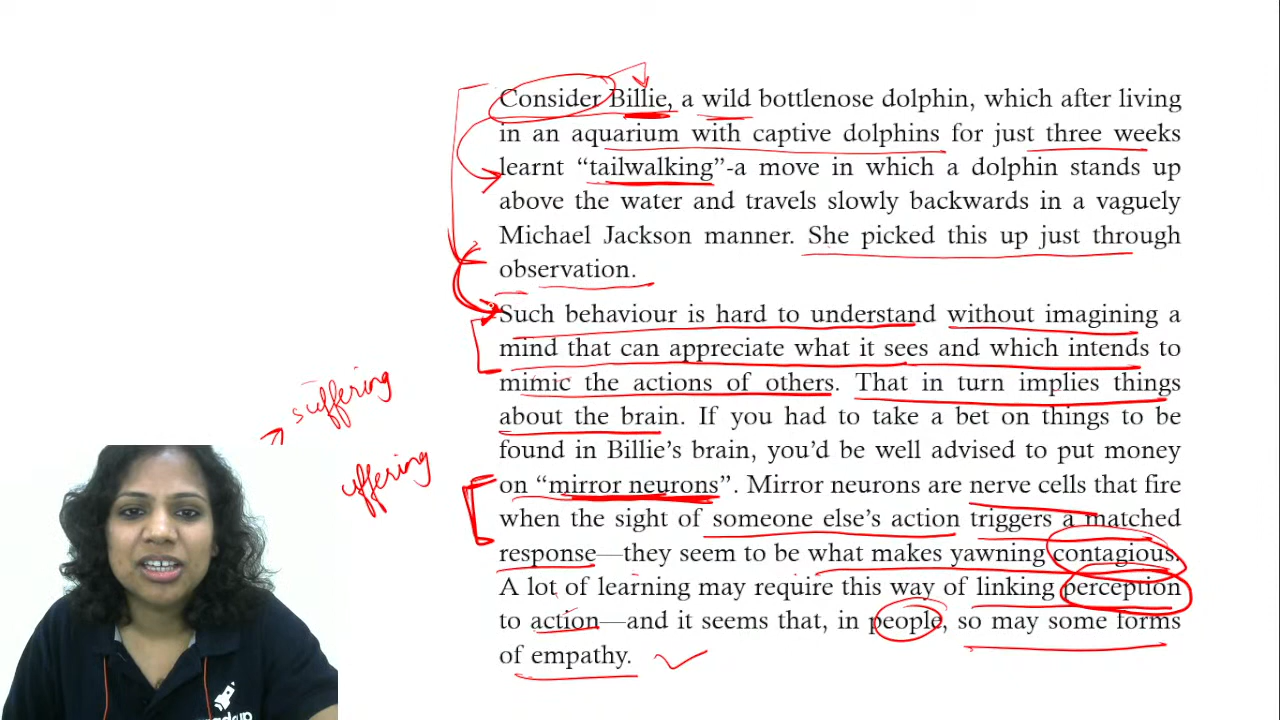 Consider Billie, a wild bottlenose dolphin, which after living
in an aquarium with captive dolphins for just three weeks
learnt “tailwalking”-a move in which a dolphin stands up
above the water and travels slowly backwards in a vaguely
Michael Jackson manner. She picked this up just through
observation.
Such behaviour is hard to understand without imagining a
mind that can appreciate what it sees and which intends to
mimic the actions of others. That in turn implies things
about the brain. If you had to take a bet on things to be
found in Billie’s brain, you’d be well advised to put money
on “mirror neurons”. Mirror neurons are nerve cells that fire
when the sight of someone else’s action triggers a matched
response—they seem to be what makes yawning contagious.
A lot of learning may require this way of linking perception
to action—and it seems that, in people, so may some forms
of empathy.
suffering
uffering